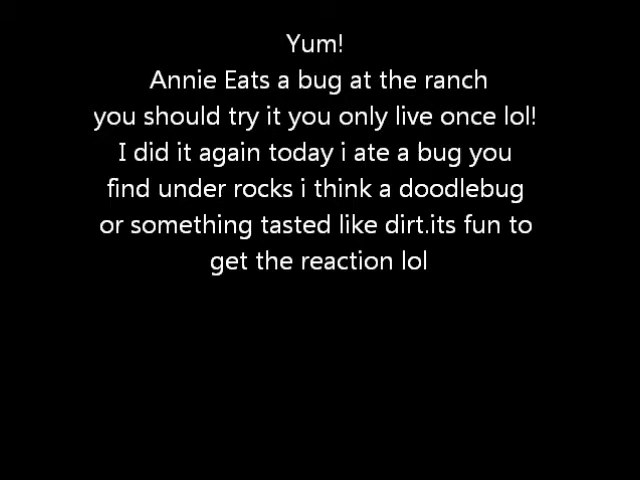 Yum!
Annie Eats a bug at the ranch
you should try it you only live once lol!
I did it again today i ate a bug you
find under rocks i think a doodlebug
or something tasted like dirt.its fun to
get the reaction lol